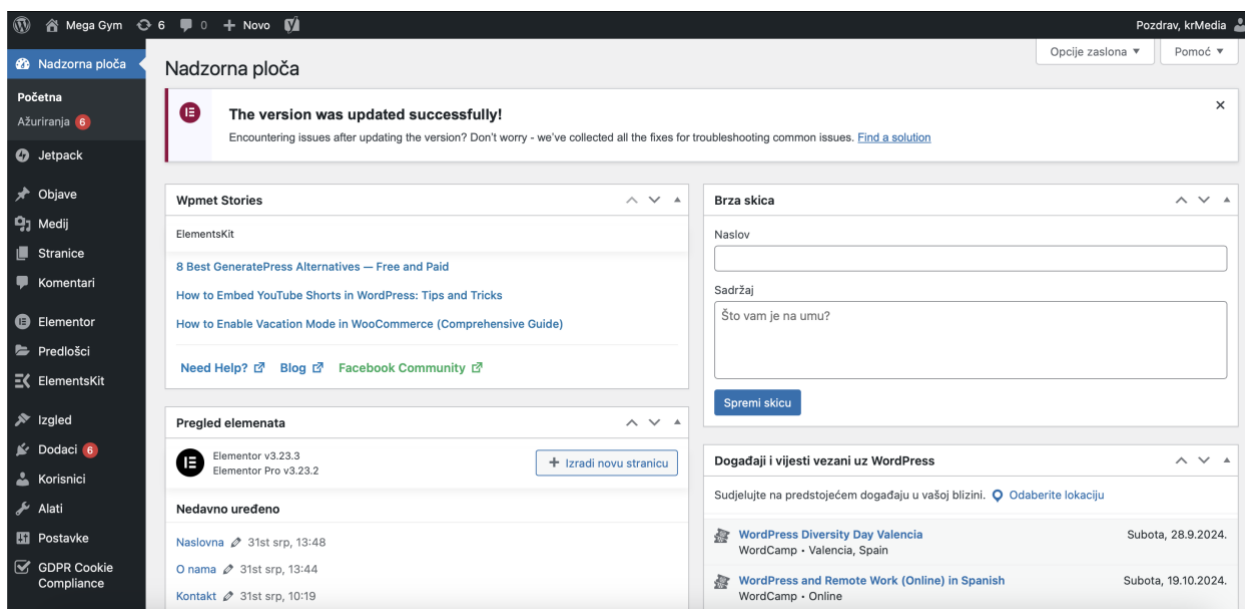 Mega Gym 6 0 + Novo
Pozdrav, krMedia
Nadzorna ploča
Početna
Ažuriranja 6
Jetpack
Objave
Medij
Stranice
Komentari
Elementor
Predlošci
ElementsKit
Izgled
Dodaci 6
Korisnici
Alati
Postavke
GDPR Cookie
Compliance
Opcije zaslona ▼
Pomoć ▼
Nadzorna ploča
The version was updated successfully!
Encountering issues after updating the version? Don't worry - we've collected all the fixes for troubleshooting common issues. Find a solution
Wpmet Stories
ElementsKit
8 Best GeneratePress Alternatives — Free and Paid
How to Embed YouTube Shorts in WordPress: Tips and Tricks
How to Enable Vacation Mode in WooCommerce (Comprehensive Guide)
Need Help? Blog Facebook Community
Pregled elemenata
Elementor v3.23.3
Elementor Pro v3.23.2
+ Izradi novu stranicu
Nedavno uređeno
Naslovna 31st srp, 13:48
O nama 31st srp, 13:44
Kontakt 31st srp, 10:19
Brza skica
Naslov
Sadržaj
Što vam je na umu?
Spremi skicu
Događaji i vijesti vezani uz WordPress
Sudjelujte na predstojećem događaju u vašoj blizini. Odaberite lokaciju
WordPress Diversity Day Valencia Subota, 28.9.2024.
WordCamp • Valencia, Spain
WordPress and Remote Work (Online) in Spanish Subota, 19.10.2024.
WordCamp • Online